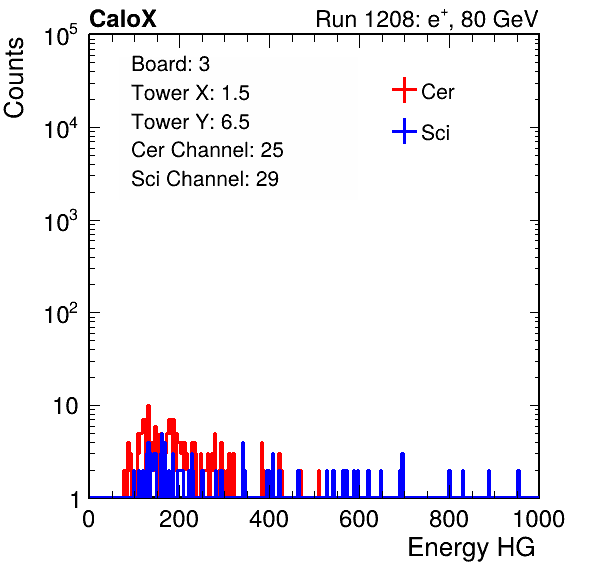 CaloX Run 1208: e⁺, 80 GeV
Counts
10⁵
10⁴
10³
10²
10
1
Board: 3
Tower X: 1.5
Tower Y: 6.5
Cer Channel: 25
Sci Channel: 29
Cer
Sci
0 200 400 600 800 1000
Energy HG